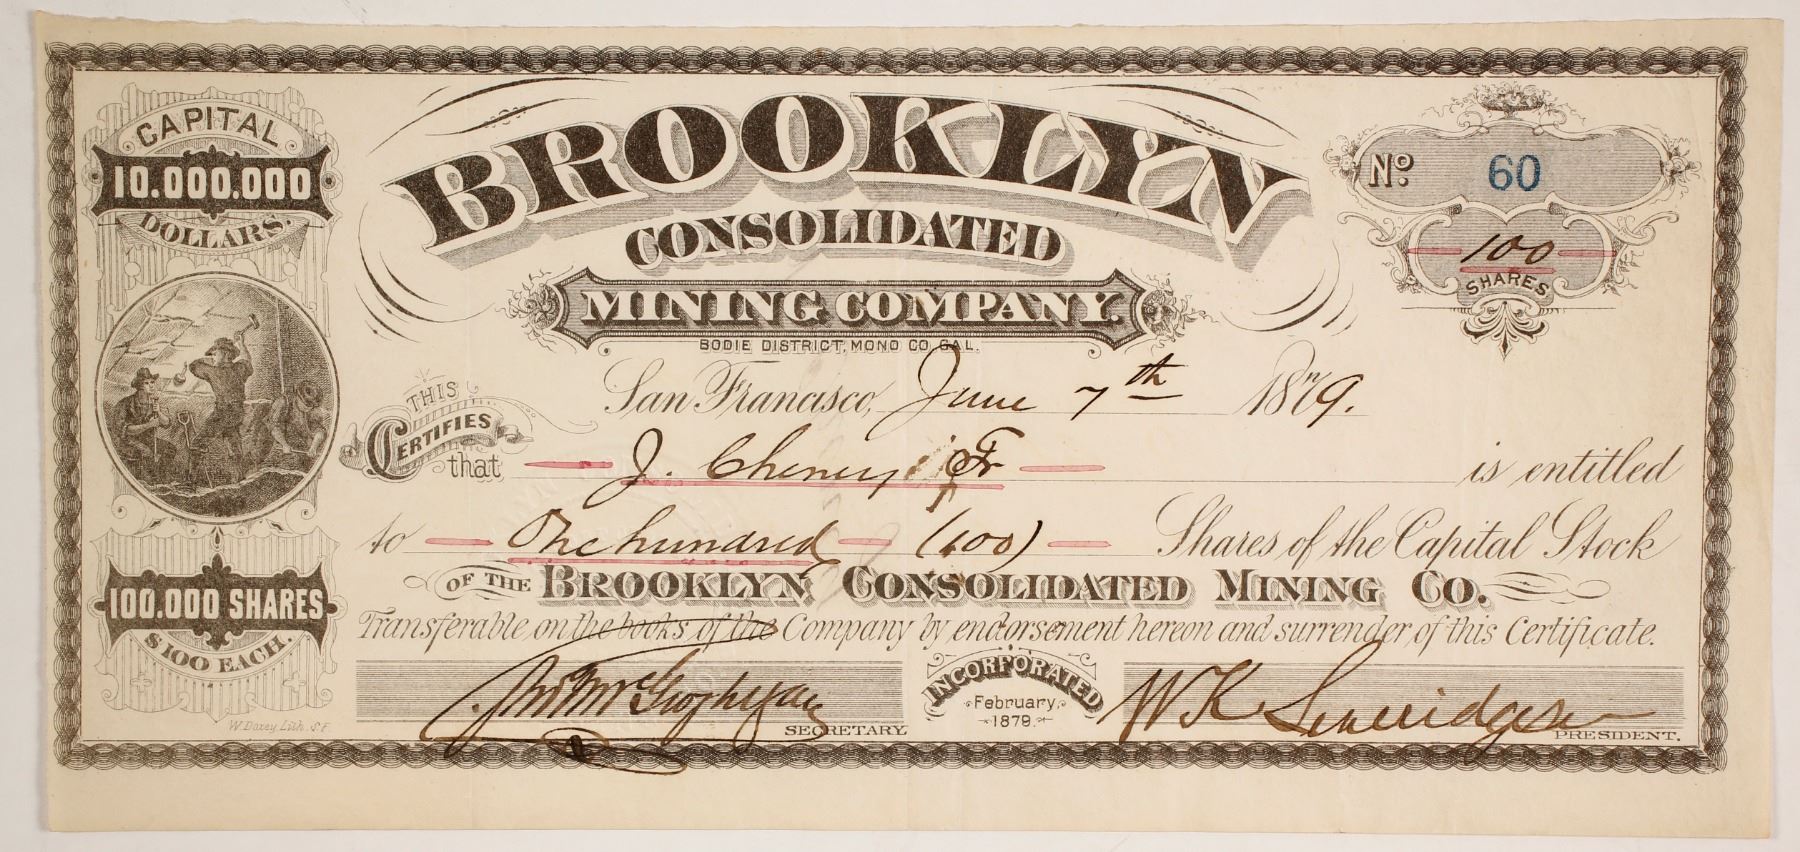 CAPITAL
10.000.000
DOLLARS.
BROOKLYN
CONSOLIDATED
MINING COMPANY.
BODIE DISTRICT, MONO CO. CAL.
No. 60
100
SHARES
San Francisco, June 7th 1879.
THIS CERTIFIES that J. Cheney Tr is entitled
to One hundred (100) Shares of the Capital Stock
OF THE BROOKLYN CONSOLIDATED MINING CO.
Transferable on the books of the Company by endorsement hereon and surrender of this Certificate.
100.000 SHARES
$100 EACH.
W. Doxey Lith. S.F.
SECRETARY.
INCORPORATED
February,
1879.
W K
PRESIDENT.